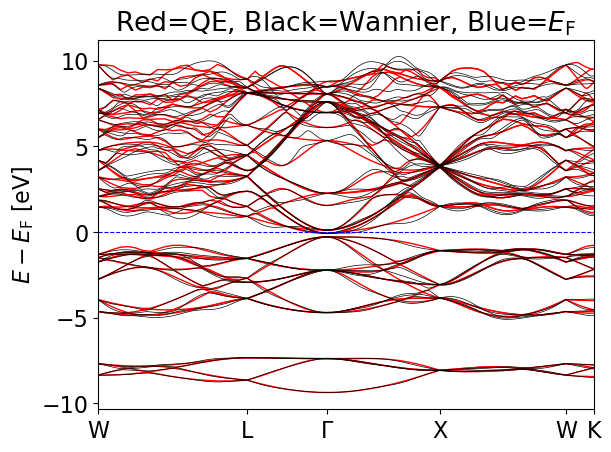 Red=QE, Black=Wannier, Blue=E_F
E − E_F [eV]
10
5
0
−5
−10
W L Γ X W K